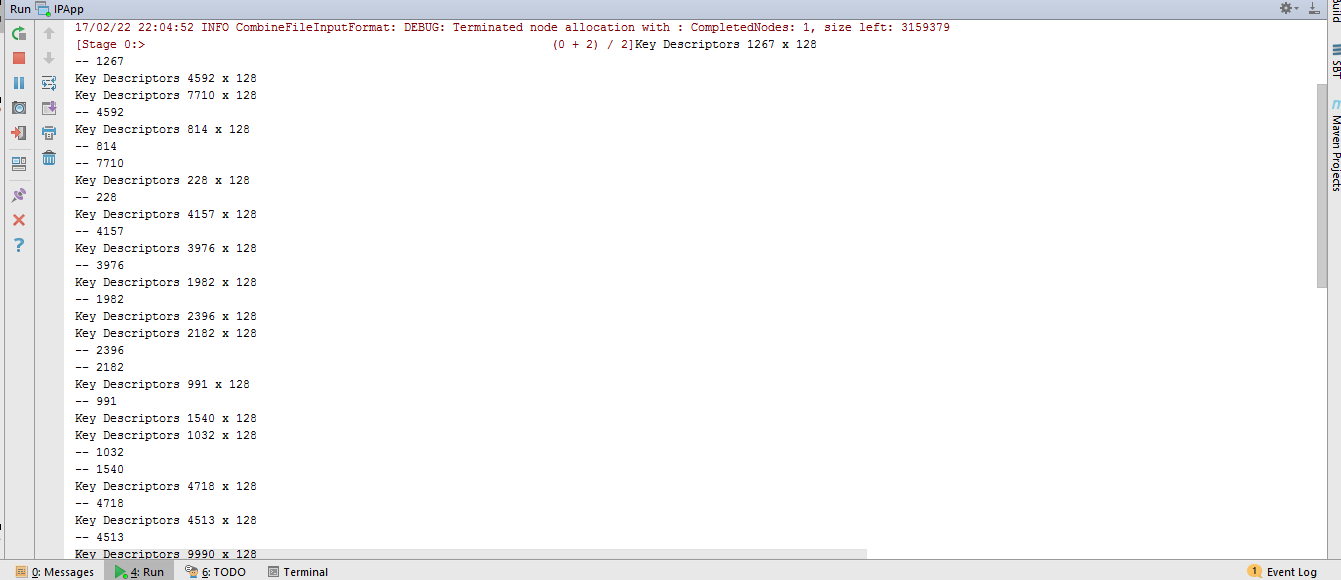 Run IPApp
17/02/22 22:04:52 INFO CombineFileInputFormat: DEBUG: Terminated node allocation with : CompletedNodes: 1, size left: 3159379
[Stage 0:> (0 + 2) / 2]Key Descriptors 1267 x 128
-- 1267
Key Descriptors 4592 x 128
Key Descriptors 7710 x 128
-- 4592
Key Descriptors 814 x 128
-- 814
-- 7710
Key Descriptors 228 x 128
-- 228
Key Descriptors 4157 x 128
-- 4157
Key Descriptors 3976 x 128
-- 3976
Key Descriptors 1982 x 128
-- 1982
Key Descriptors 2396 x 128
Key Descriptors 2182 x 128
-- 2396
-- 2182
Key Descriptors 991 x 128
-- 991
Key Descriptors 1540 x 128
Key Descriptors 1032 x 128
-- 1032
-- 1540
Key Descriptors 4718 x 128
-- 4718
Key Descriptors 4513 x 128
-- 4513
Key Descriptors 9990 x 128
Build
SBT
m Maven Projects
0: Messages 4: Run 6: TODO Terminal 1 Event Log